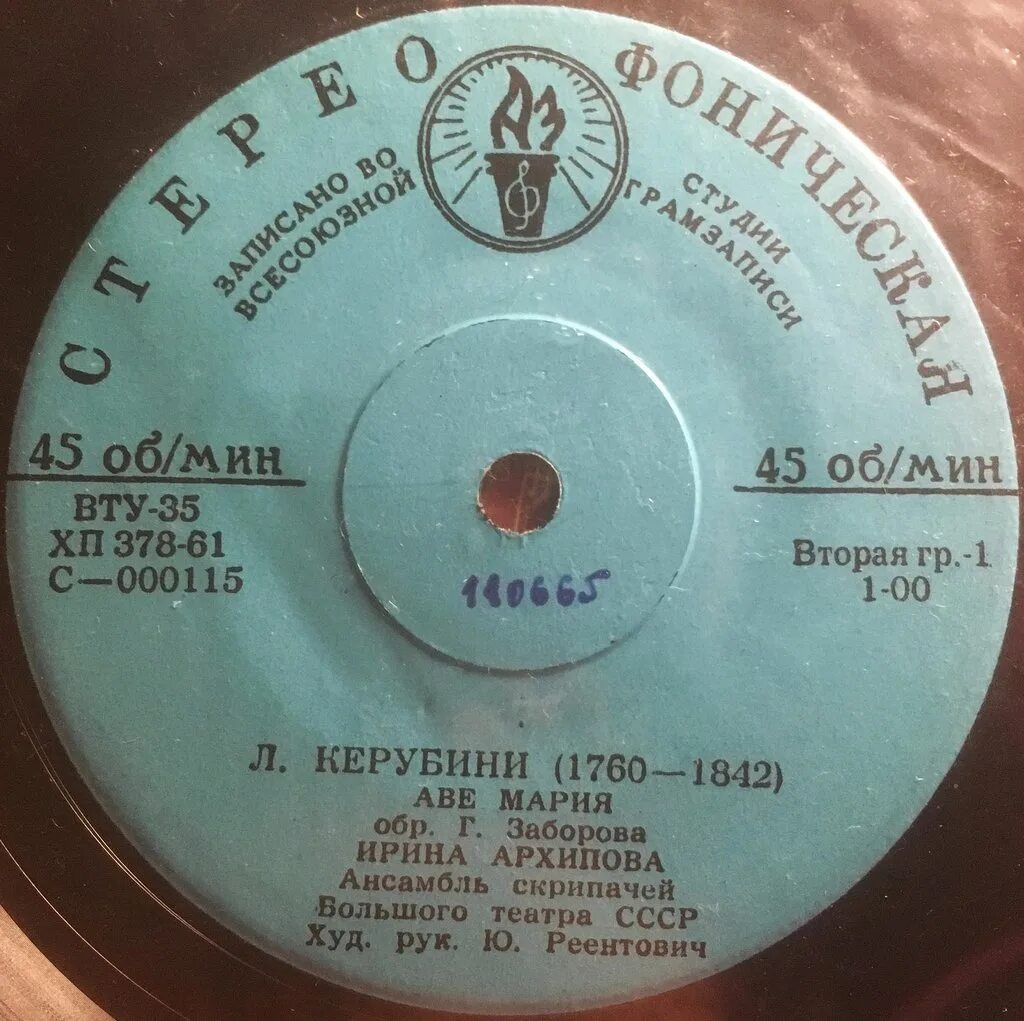 СТЕРЕОФОНИЧЕСКАЯ
АЗ
ЗАПИСАНО ВО
ВСЕСОЮЗНОЙ
СТУДИИ
ГРАМЗАПИСИ
45 об/мин
ВТУ-35
ХП 378-61
С—000115
45 об/мин
Вторая гр.-1
1-00
110665
Л. КЕРУБИНИ (1760—1842)
АВЕ МАРИЯ
обр. Г. Заборова
ИРИНА АРХИПОВА
Ансамбль скрипачей
Большого театра СССР
Худ. рук. Ю. Реентович